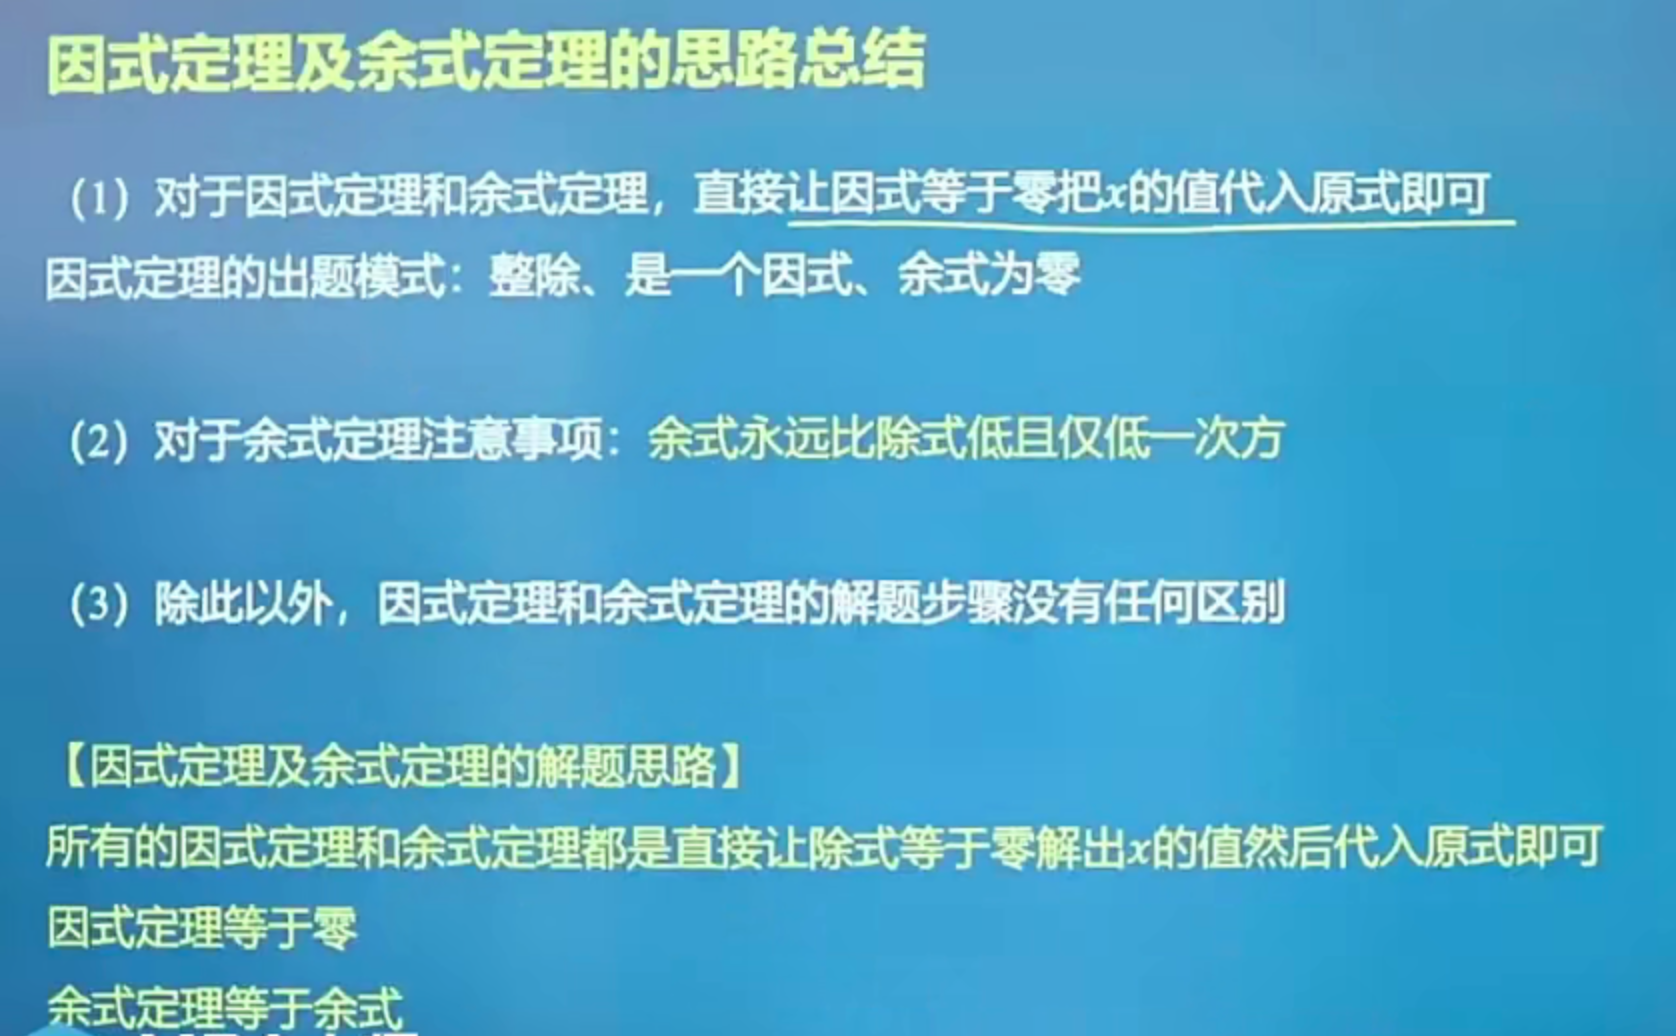 因式定理及余式定理的思路总结
（1）对于因式定理和余式定理，直接让因式等于零把x的值代入原式即可
因式定理的出题模式：整除、是一个因式、余式为零
（2）对于余式定理注意事项：余式永远比除式低且仅低一次方
（3）除此以外，因式定理和余式定理的解题步骤没有任何区别
【因式定理及余式定理的解题思路】
所有的因式定理和余式定理都是直接让除式等于零解出x的值然后代入原式即可
因式定理等于零
余式定理等于余式